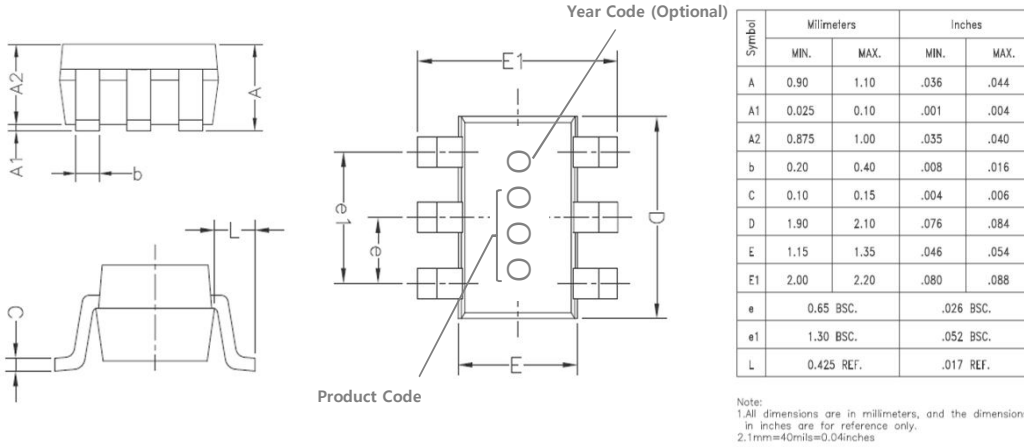 Year Code (Optional)
E1
A2
A
A1
b
e1
e
D
L
C
E
Product Code
Symbol Milimeters Inches
MIN. MAX. MIN. MAX.
A 0.90 1.10 .036 .044
A1 0.025 0.10 .001 .004
A2 0.875 1.00 .035 .040
b 0.20 0.40 .008 .016
C 0.10 0.15 .004 .006
D 1.90 2.10 .076 .084
E 1.15 1.35 .046 .054
E1 2.00 2.20 .080 .088
e 0.65 BSC. .026 BSC.
e1 1.30 BSC. .052 BSC.
L 0.425 REF. .017 REF.
Note:
1.All dimensions are in millimeters, and the dimensions
in inches are for reference only.
2.1mm=40mils=0.04inches